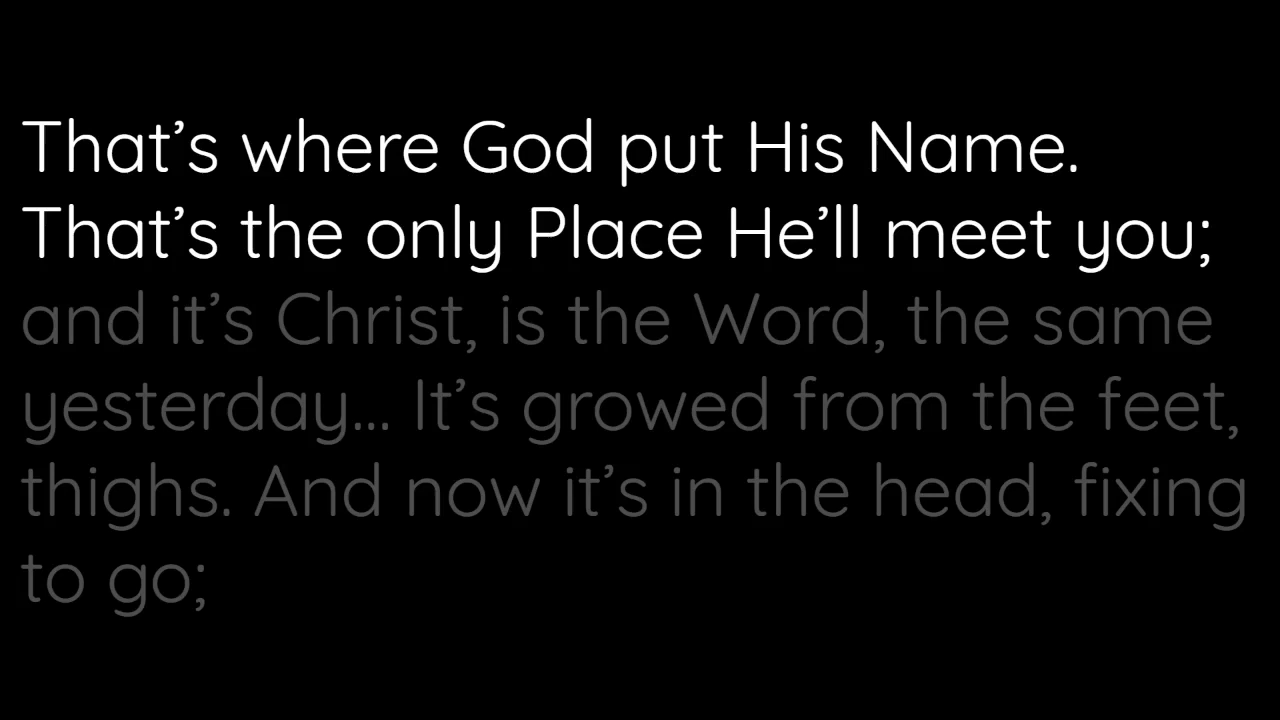 That’s where God put His Name.
That’s the only Place He’ll meet you;
and it’s Christ, is the Word, the same
yesterday... It’s growed from the feet,
thighs. And now it’s in the head, fixing
to go;